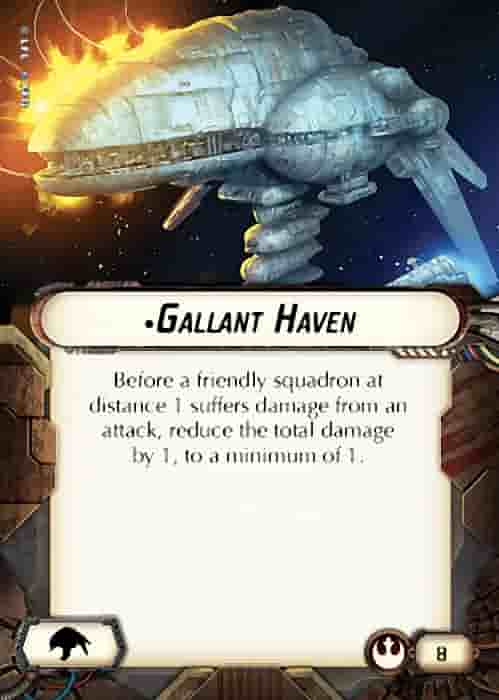 •Gallant Haven
Before a friendly squadron at
distance 1 suffers damage from an
attack, reduce the total damage
by 1, to a minimum of 1.
8